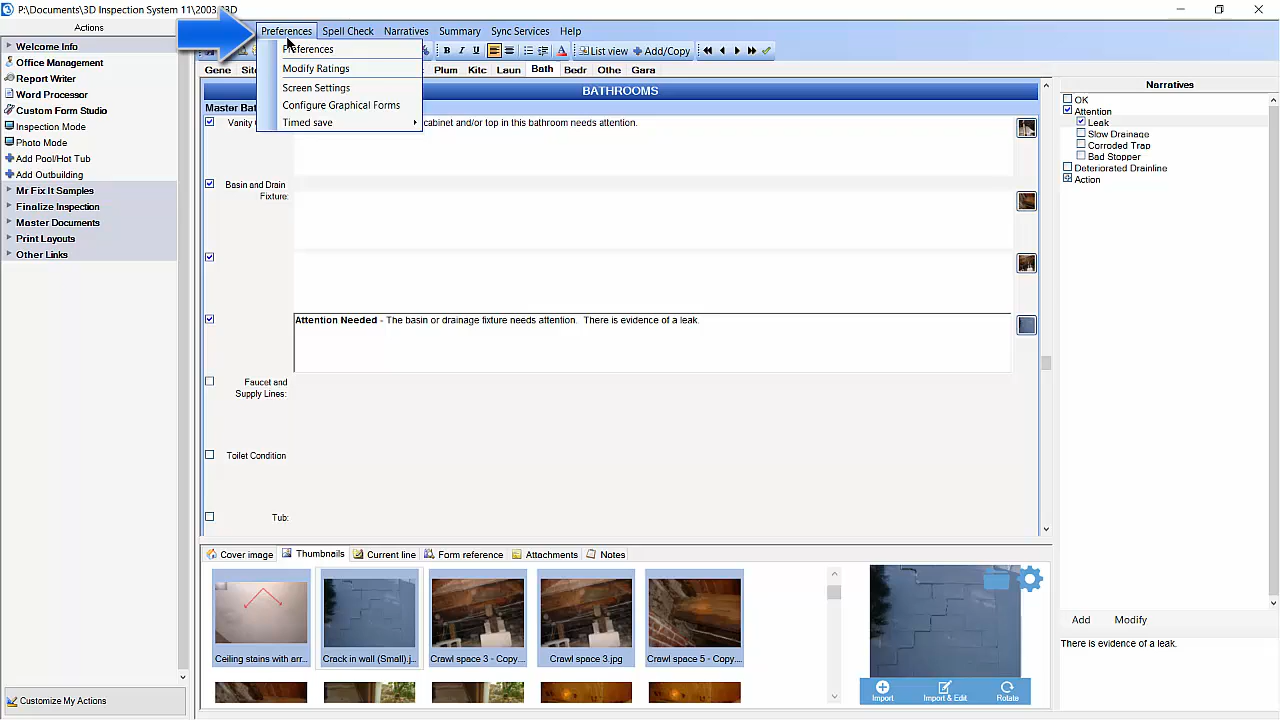 P:\Documents\3D Inspection System 11\2003.03D
Actions
Preferences Spell Check Narratives Summary Sync Services Help
Welcome Info
Office Management
Report Writer
Word Processor
Custom Form Studio
Inspection Mode
Photo Mode
Add Pool/Hot Tub
Add Outbuilding
Mr Fix It Samples
Finalize Inspection
Master Documents
Print Layouts
Other Links
Customize My Actions
Preferences
Modify Ratings
Screen Settings
Configure Graphical Forms
Timed save
B I U A List view Add/Copy
Gene Plum Kitc Laun Bath Bedr Othe Gara
BATHROOMS
Master
Vanity cabinet and/or top in this bathroom needs attention.
Basin and Drain
Fixture:
Attention Needed - The basin or drainage fixture needs attention. There is evidence of a leak.
Faucet and
Supply Lines:
Toilet Condition
Tub:
Cover image Thumbnails Current line Form reference Attachments Notes
Ceiling stains with arr... Crack in wall (Small).j... Crawl space 3 - Copy... Crawl space 3.jpg Crawl space 5 - Copy...
Import Import & Edit Rotate
Narratives
OK
Attention
Leak
Slow Drainage
Corroded Trap
Bad Stopper
Deteriorated Drainline
Action
Add Modify
There is evidence of a leak.